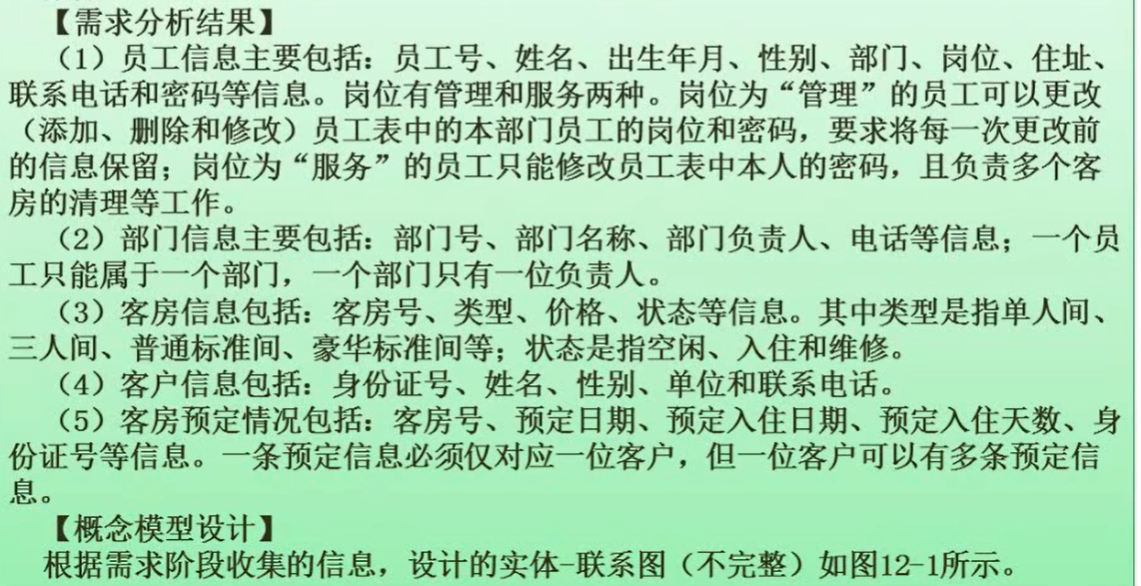 【需求分析结果】
（1）员工信息主要包括：员工号、姓名、出生年月、性别、部门、岗位、住址、
联系电话和密码等信息。岗位有管理和服务两种。岗位为“管理”的员工可以更改
（添加、删除和修改）员工表中的本部门员工的岗位和密码，要求将每一次更改前
的信息保留；岗位为“服务”的员工只能修改员工表中本人的密码，且负责多个客
房的清理等工作。
（2）部门信息主要包括：部门号、部门名称、部门负责人、电话等信息；一个员
工只能属于一个部门，一个部门只有一位负责人。
（3）客房信息包括：客房号、类型、价格、状态等信息。其中类型是指单人间、
三人间、普通标准间、豪华标准间等；状态是指空闲、入住和维修。
（4）客户信息包括：身份证号、姓名、性别、单位和联系电话。
（5）客房预定情况包括：客房号、预定日期、预定入住日期、预定入住天数、身
份证号等信息。一条预定信息必须仅对应一位客户，但一位客户可以有多条预定信
息。
【概念模型设计】
根据需求阶段收集的信息，设计的实体-联系图（不完整）如图12-1所示。